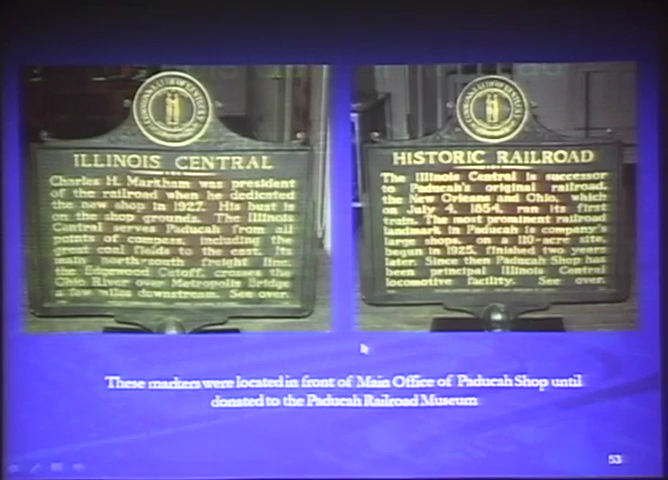 ILLINOIS CENTRAL
Charles H. Markham was president
of the railroad when he dedicated
the new shop in 1927. His bust is
on the shop grounds. The Illinois
Central serves Paducah from all
points of compass, including the
great coal fields to the east. Its
main north-south freight line,
the Edgewood Cutoff, crosses the
Ohio River over Metropolis Bridge
a few miles downstream. See over.
HISTORIC RAILROAD
The Illinois Central is successor
to Paducah's original railroad,
the New Orleans and Ohio, which
on July 4, 1854, ran its first
train. The most prominent railroad
landmark in Paducah is company's
large shops, on a 110-acre site,
begun in 1925, finished two years
later. Since then Paducah Shop has
been principal Illinois Central
locomotive facility. See over.
These markers were located in front of Main Office of Paducah Shop until
donated to the Paducah Railroad Museum
53